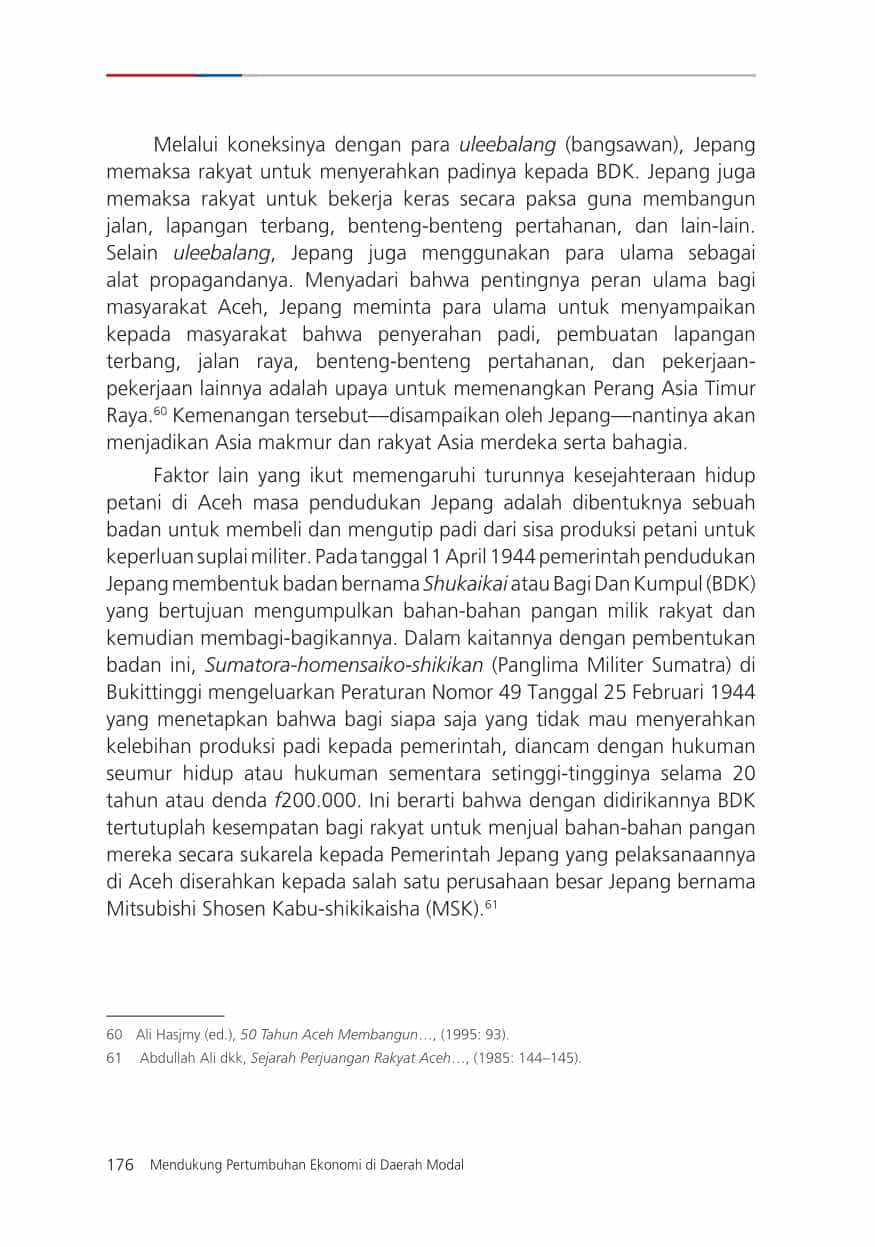 Melalui koneksinya dengan para uleebalang (bangsawan), Jepang
memaksa rakyat untuk menyerahkan padinya kepada BDK. Jepang juga
memaksa rakyat untuk bekerja keras secara paksa guna membangun
jalan, lapangan terbang, benteng-benteng pertahanan, dan lain-lain.
Selain uleebalang, Jepang juga menggunakan para ulama sebagai
alat propagandanya. Menyadari bahwa pentingnya peran ulama bagi
masyarakat Aceh, Jepang meminta para ulama untuk menyampaikan
kepada masyarakat bahwa penyerahan padi, pembuatan lapangan
terbang, jalan raya, benteng-benteng pertahanan, dan pekerjaan-
pekerjaan lainnya adalah upaya untuk memenangkan Perang Asia Timur
Raya.⁶⁰ Kemenangan tersebut—disampaikan oleh Jepang—nantinya akan
menjadikan Asia makmur dan rakyat Asia merdeka serta bahagia.
Faktor lain yang ikut memengaruhi turunnya kesejahteraan hidup
petani di Aceh masa pendudukan Jepang adalah dibentuknya sebuah
badan untuk membeli dan mengutip padi dari sisa produksi petani untuk
keperluan suplai militer. Pada tanggal 1 April 1944 pemerintah pendudukan
Jepang membentuk badan bernama Shukaikai atau Bagi Dan Kumpul (BDK)
yang bertujuan mengumpulkan bahan-bahan pangan milik rakyat dan
kemudian membagi-bagikannya. Dalam kaitannya dengan pembentukan
badan ini, Sumatora-homensaiko-shikikan (Panglima Militer Sumatra) di
Bukittinggi mengeluarkan Peraturan Nomor 49 Tanggal 25 Februari 1944
yang menetapkan bahwa bagi siapa saja yang tidak mau menyerahkan
kelebihan produksi padi kepada pemerintah, diancam dengan hukuman
seumur hidup atau hukuman sementara setinggi-tingginya selama 20
tahun atau denda f200.000. Ini berarti bahwa dengan didirikannya BDK
tertutuplah kesempatan bagi rakyat untuk menjual bahan-bahan pangan
mereka secara sukarela kepada Pemerintah Jepang yang pelaksanaannya
di Aceh diserahkan kepada salah satu perusahaan besar Jepang bernama
Mitsubishi Shosen Kabu-shikikaisha (MSK).⁶¹
60 Ali Hasjmy (ed.), 50 Tahun Aceh Membangun…, (1995: 93).
61 Abdullah Ali dkk, Sejarah Perjuangan Rakyat Aceh…, (1985: 144–145).
176 Mendukung Pertumbuhan Ekonomi di Daerah Modal